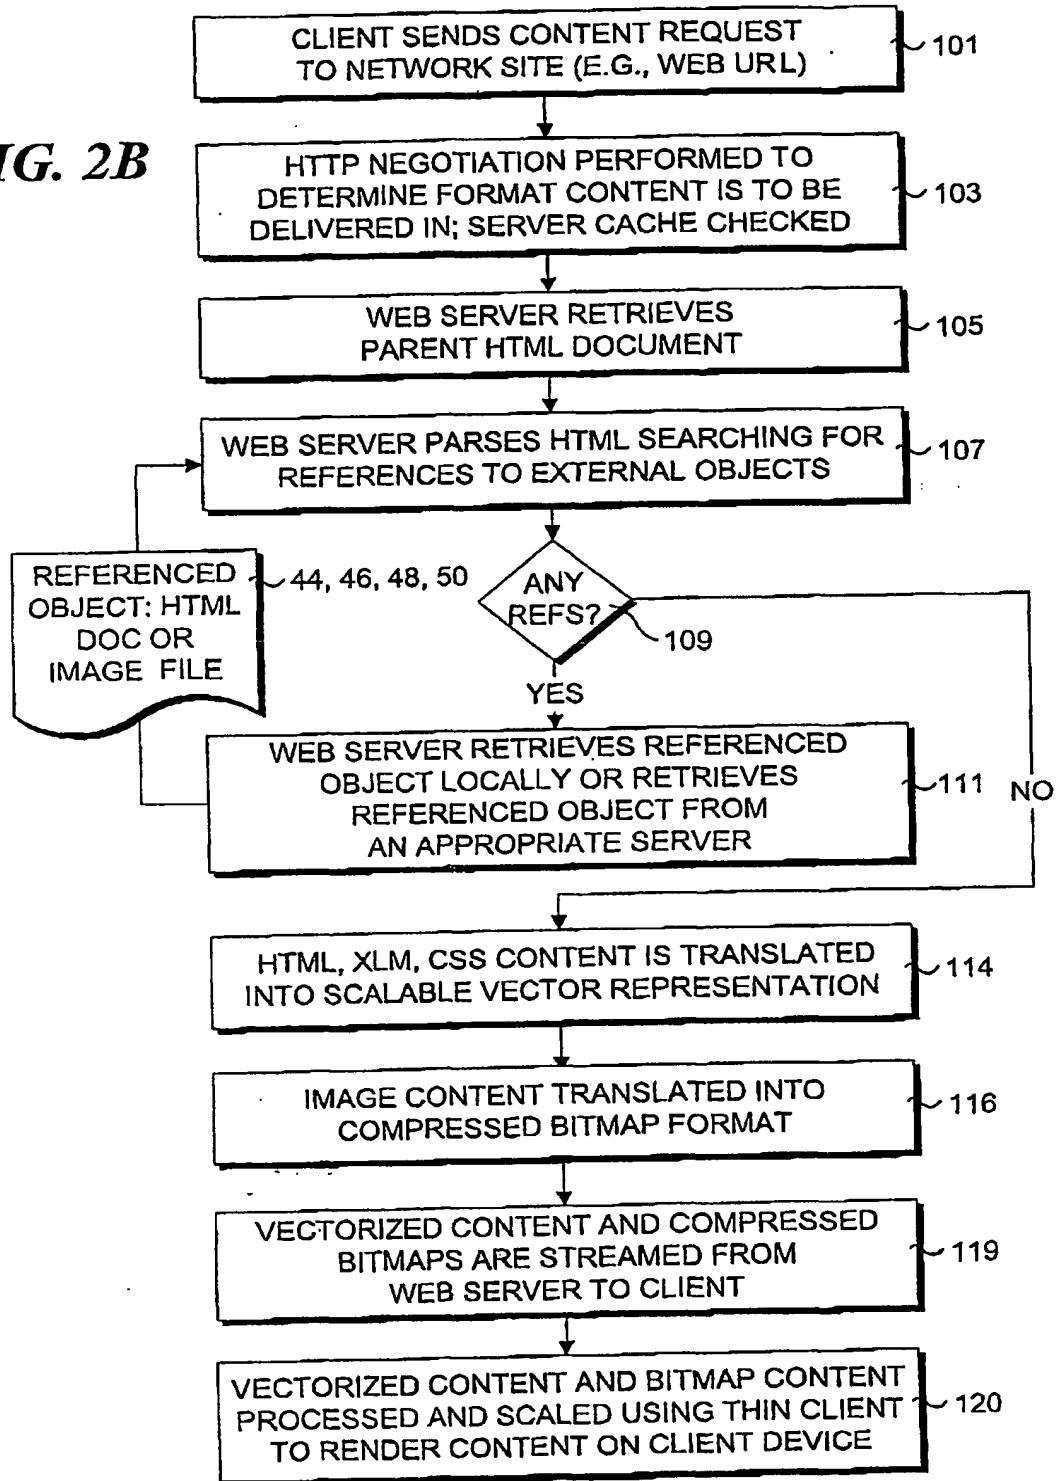 CLIENT SENDS CONTENT REQUEST
TO NETWORK SITE (E.G., WEB URL)
101
IG. 2B
HTTP NEGOTIATION PERFORMED TO
DETERMINE FORMAT CONTENT IS TO BE
DELIVERED IN; SERVER CACHE CHECKED
103
WEB SERVER RETRIEVES
PARENT HTML DOCUMENT
105
WEB SERVER PARSES HTML SEARCHING FOR
REFERENCES TO EXTERNAL OBJECTS
107
REFERENCED
OBJECT: HTML
DOC OR
IMAGE FILE
44, 46, 48, 50
ANY
REFS?
109
YES
WEB SERVER RETRIEVES REFERENCED
OBJECT LOCALLY OR RETRIEVES
REFERENCED OBJECT FROM
AN APPROPRIATE SERVER
111
NO
HTML, XLM, CSS CONTENT IS TRANSLATED
INTO SCALABLE VECTOR REPRESENTATION
114
IMAGE CONTENT TRANSLATED INTO
COMPRESSED BITMAP FORMAT
116
VECTORIZED CONTENT AND COMPRESSED
BITMAPS ARE STREAMED FROM
WEB SERVER TO CLIENT
119
VECTORIZED CONTENT AND BITMAP CONTENT
PROCESSED AND SCALED USING THIN CLIENT
TO RENDER CONTENT ON CLIENT DEVICE
120